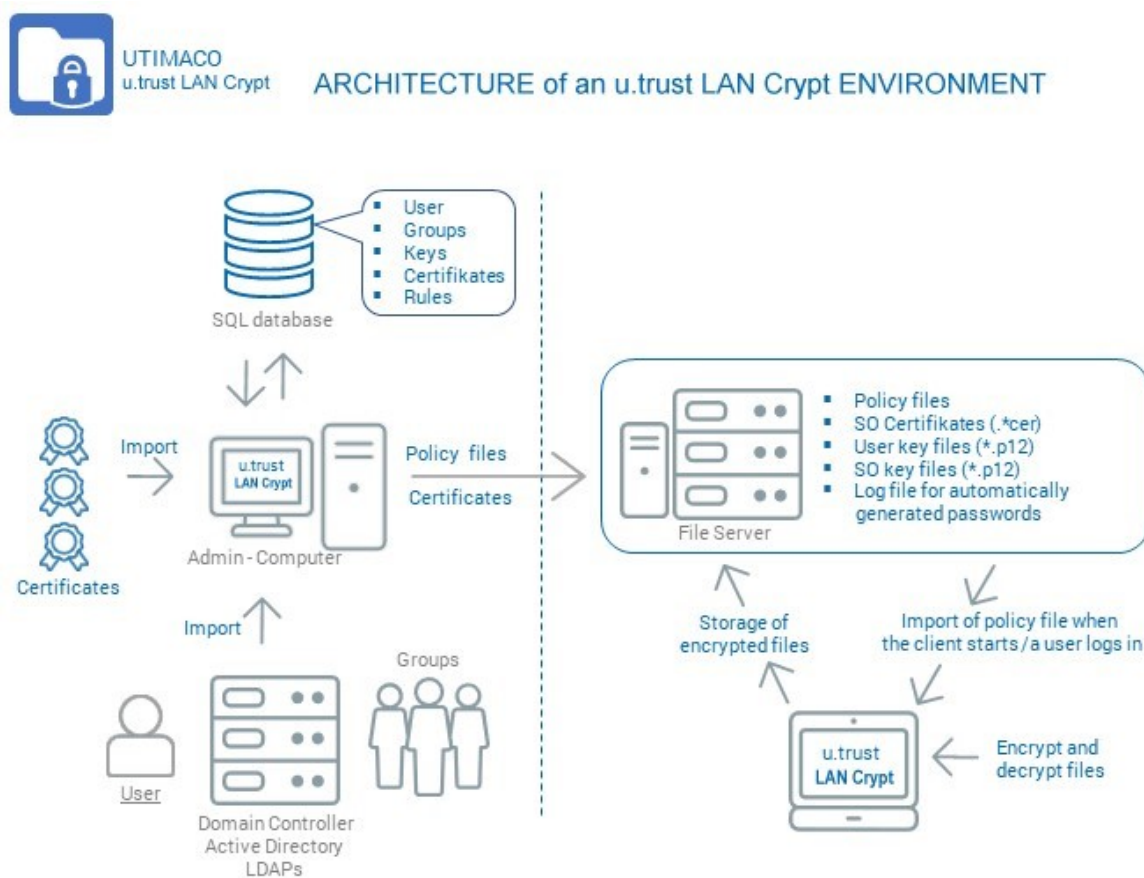 UTIMACO
u.trust LAN Crypt
ARCHITECTURE of an u.trust LAN Crypt ENVIRONMENT
User
Groups
Keys
Certifikates
Rules
SQL database
Import
u.trust
LAN Crypt
Admin - Computer
Certificates
Policy files
Certificates
Policy files
SO Certifikates (.*cer)
User key files (*.p12)
SO key files (*.p12)
Log file for automatically
generated passwords
File Server
Import
Groups
User
Domain Controller
Active Directory
LDAPs
Storage of
encrypted files
Import of policy file when
the client starts/a user logs in
u.trust
LAN Crypt
Encrypt and
decrypt files